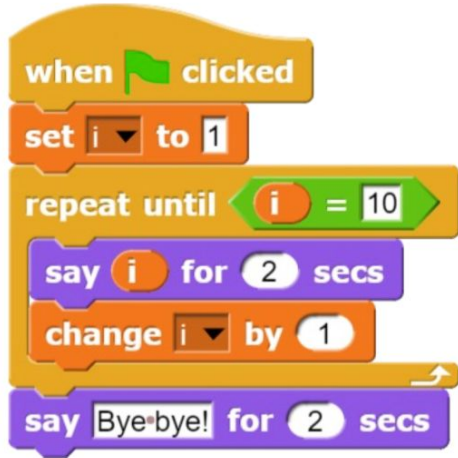 when clicked
set i to 1
repeat until i = 10
say i for 2 secs
change i by 1
say Bye bye! for 2 secs